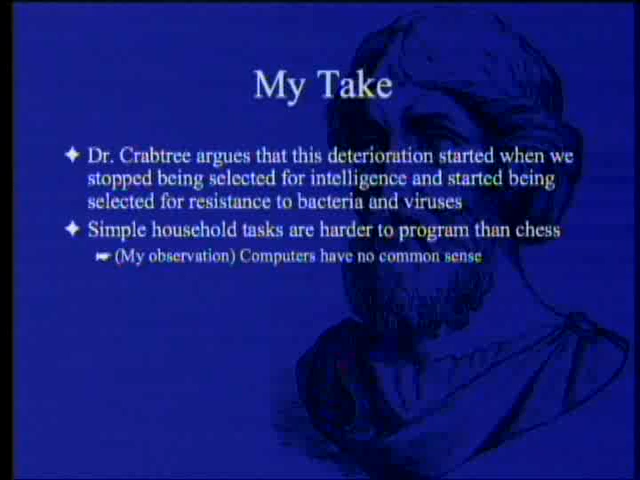 My Take
Dr. Crabtree argues that this deterioration started when we
stopped being selected for intelligence and started being
selected for resistance to bacteria and viruses
Simple household tasks are harder to program than chess
(My observation) Computers have no common sense